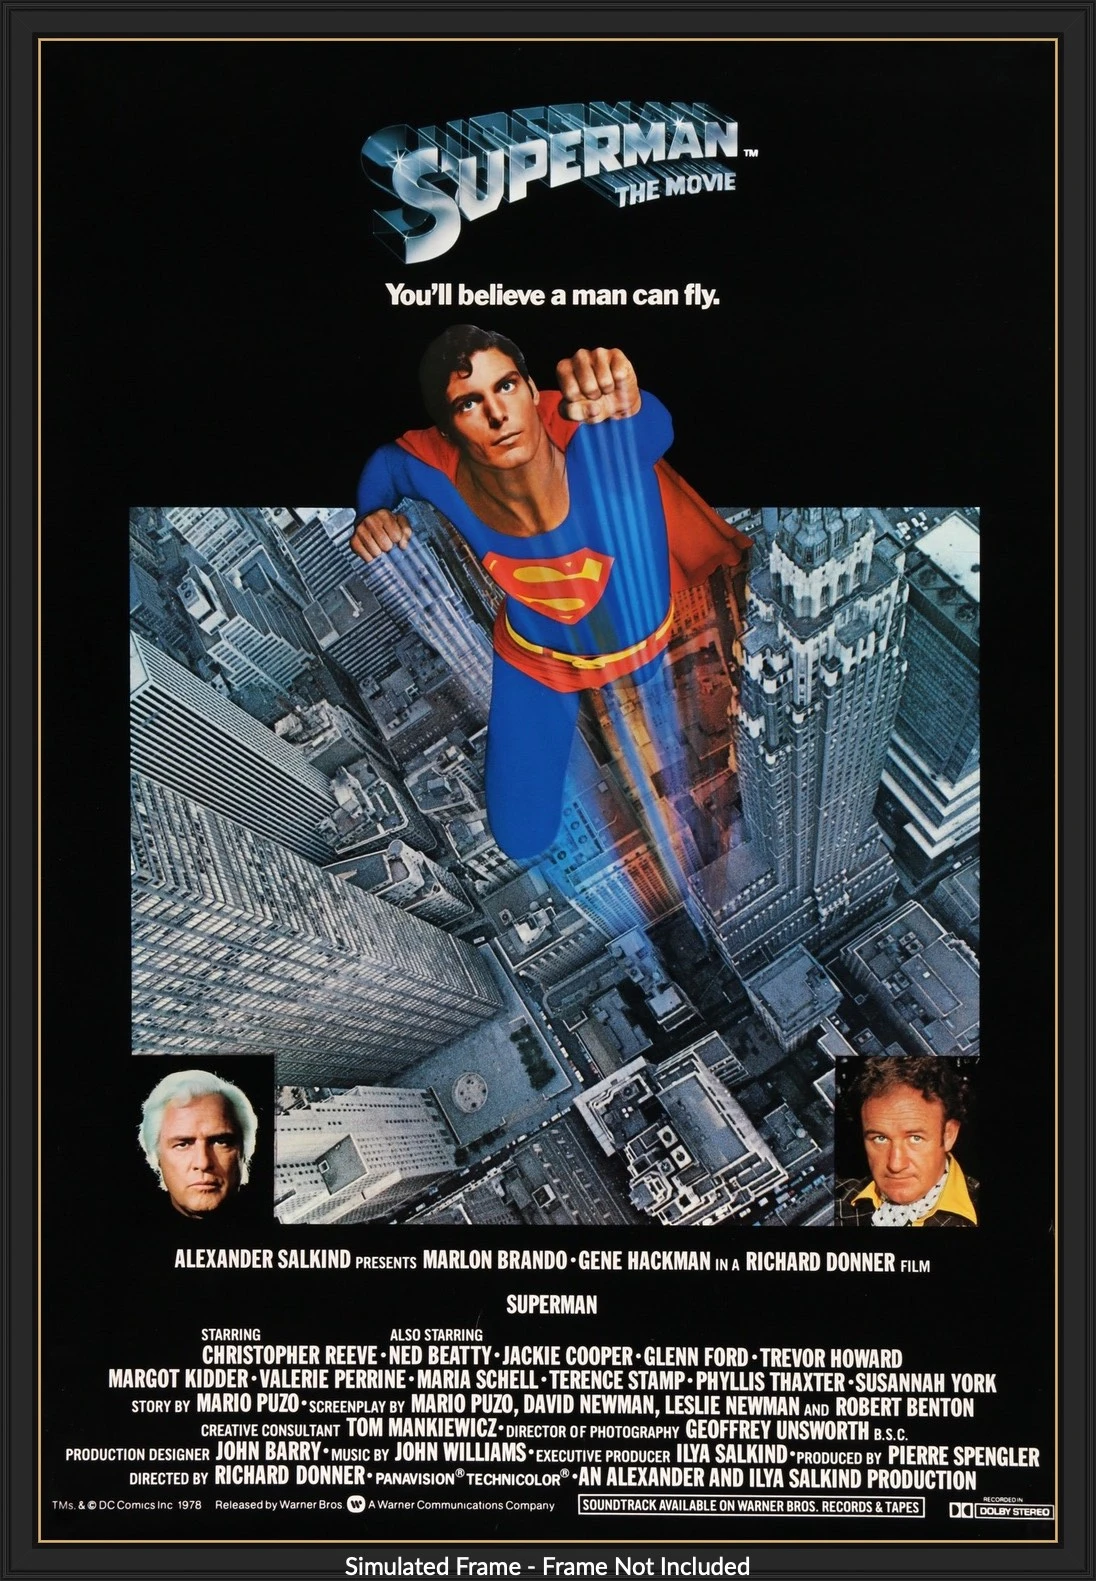 SUPERMAN™
THE MOVIE
You'll believe a man can fly.
ALEXANDER SALKIND PRESENTS MARLON BRANDO · GENE HACKMAN IN A RICHARD DONNER FILM
SUPERMAN
STARRING ALSO STARRING
CHRISTOPHER REEVE · NED BEATTY · JACKIE COOPER · GLENN FORD · TREVOR HOWARD
MARGOT KIDDER · VALERIE PERRINE · MARIA SCHELL · TERENCE STAMP · PHYLLIS THAXTER · SUSANNAH YORK
STORY BY MARIO PUZO · SCREENPLAY BY MARIO PUZO, DAVID NEWMAN, LESLIE NEWMAN AND ROBERT BENTON
CREATIVE CONSULTANT TOM MANKIEWICZ · DIRECTOR OF PHOTOGRAPHY GEOFFREY UNSWORTH B.S.C.
PRODUCTION DESIGNER JOHN BARRY · MUSIC BY JOHN WILLIAMS · EXECUTIVE PRODUCER ILYA SALKIND · PRODUCED BY PIERRE SPENGLER
DIRECTED BY RICHARD DONNER · PANAVISION® TECHNICOLOR® · AN ALEXANDER AND ILYA SALKIND PRODUCTION
TMs. & © DC Comics Inc 1978 Released by Warner Bros. A Warner Communications Company SOUNDTRACK AVAILABLE ON WARNER BROS. RECORDS & TAPES RECORDED IN DOLBY STEREO
Simulated Frame - Frame Not Included